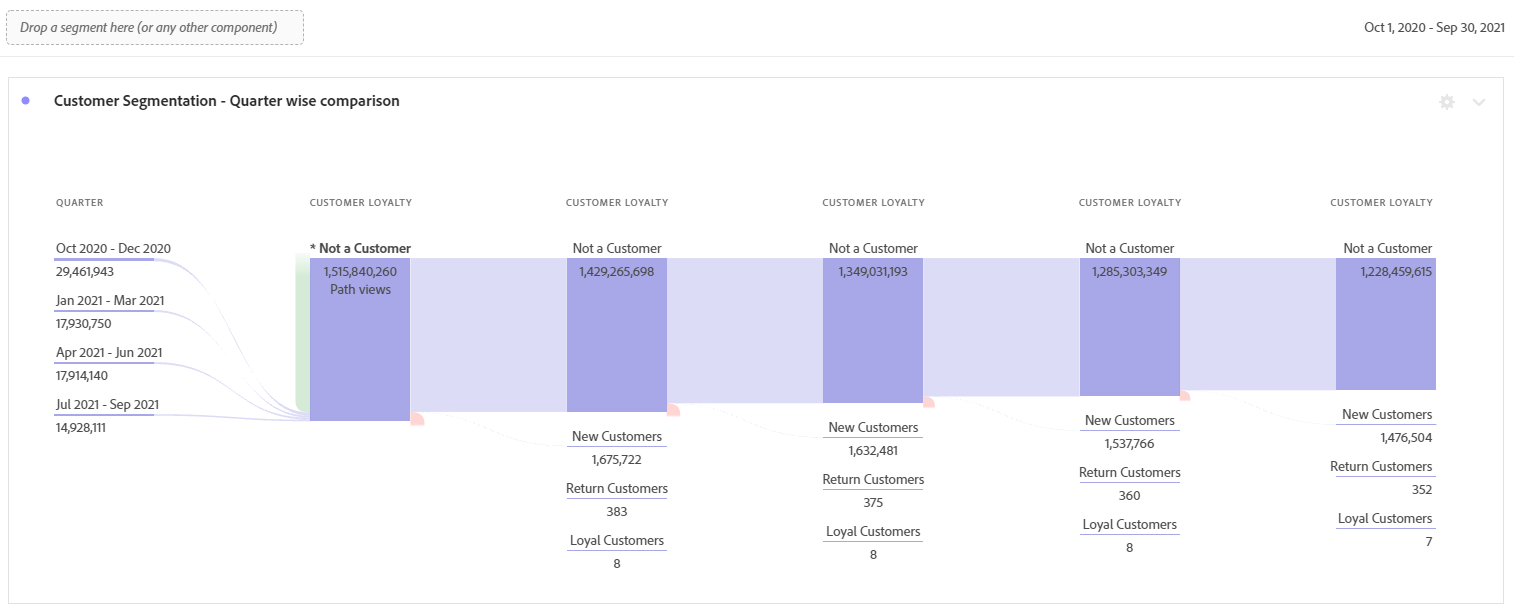 Drop a segment here (or any other component)
Oct 1, 2020 - Sep 30, 2021
Customer Segmentation - Quarter wise comparison
QUARTER
Oct 2020 - Dec 2020
29,461,943
Jan 2021 - Mar 2021
17,930,750
Apr 2021 - Jun 2021
17,914,140
Jul 2021 - Sep 2021
14,928,111
CUSTOMER LOYALTY
* Not a Customer
1,515,840,260
Path views
CUSTOMER LOYALTY
Not a Customer
1,429,265,698
New Customers
1,675,722
Return Customers
383
Loyal Customers
8
CUSTOMER LOYALTY
Not a Customer
1,349,031,193
New Customers
1,632,481
Return Customers
375
Loyal Customers
8
CUSTOMER LOYALTY
Not a Customer
1,285,303,349
New Customers
1,537,766
Return Customers
360
Loyal Customers
8
CUSTOMER LOYALTY
Not a Customer
1,228,459,615
New Customers
1,476,504
Return Customers
352
Loyal Customers
7